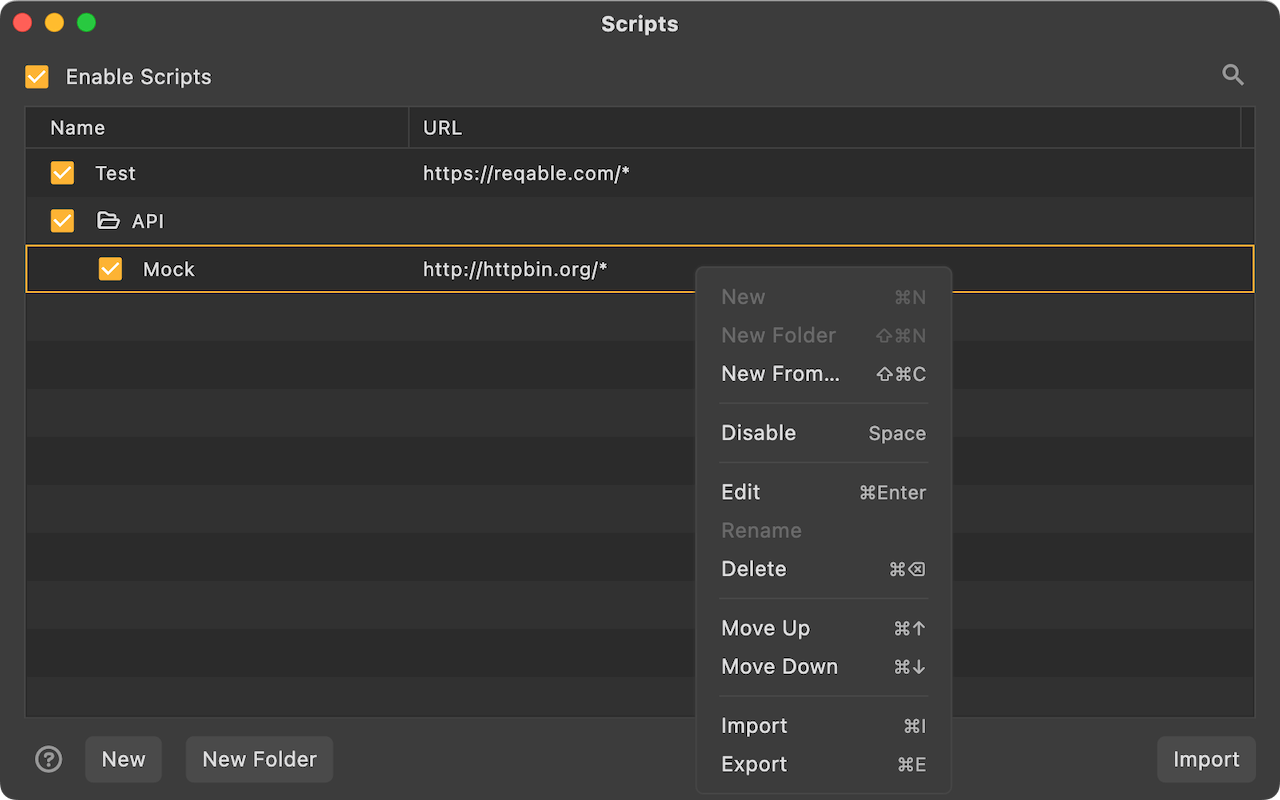 Scripts
Enable Scripts
Name URL
Test https://reqable.com/*
API
Mock http://httpbin.org/*
New ⌘N
New Folder ⇧⌘N
New From... ⇧⌘C
Disable Space
Edit ⌘Enter
Rename
Delete ⌘⌫
Move Up ⌘↑
Move Down ⌘↓
Import ⌘I
Export ⌘E
? New New Folder Import